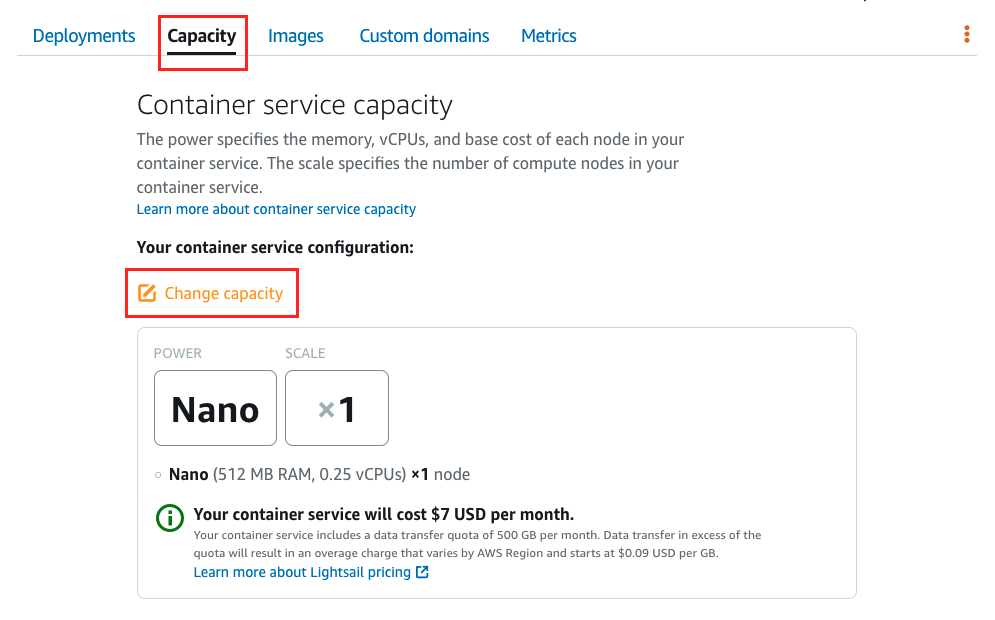 Deployments Capacity Images Custom domains Metrics
Container service capacity
The power specifies the memory, vCPUs, and base cost of each node in your
container service. The scale specifies the number of compute nodes in your
container service.
Learn more about container service capacity
Your container service configuration:
Change capacity
POWER SCALE
Nano ×1
Nano (512 MB RAM, 0.25 vCPUs) ×1 node
Your container service will cost $7 USD per month.
Your container service includes a data transfer quota of 500 GB per month. Data transfer in excess of the
quota will result in an overage charge that varies by AWS Region and starts at $0.09 USD per GB.
Learn more about Lightsail pricing